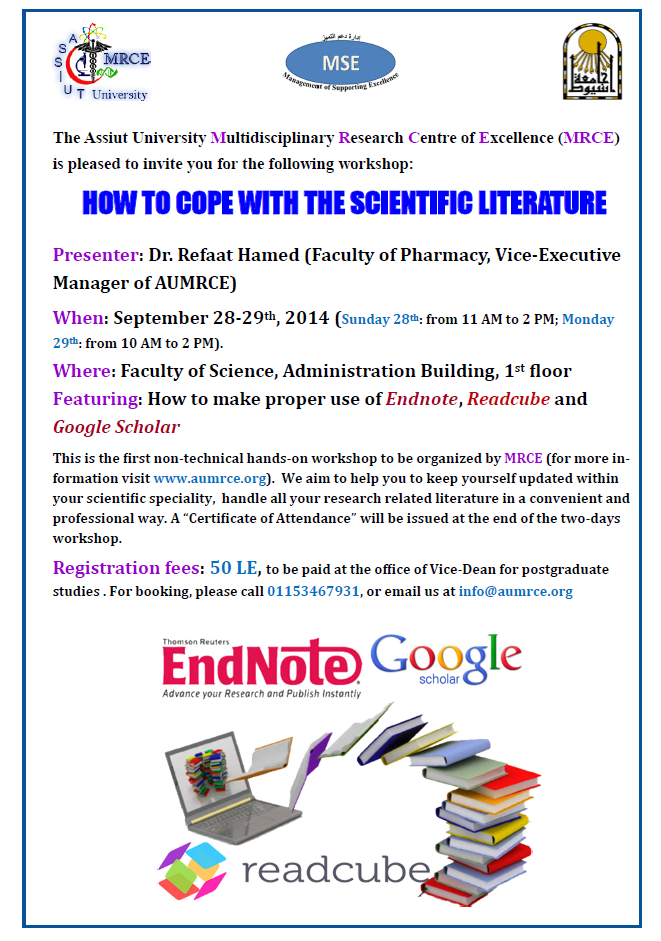 ASSIUT
MRCE
University
إدارة دعم التميز
MSE
Management of Supporting Excellence
جامعة
اسيوط
The Assiut University Multidisciplinary Research Centre of Excellence (MRCE)
is pleased to invite you for the following workshop:
HOW TO COPE WITH THE SCIENTIFIC LITERATURE
Presenter: Dr. Refaat Hamed (Faculty of Pharmacy, Vice-Executive
Manager of AUMRCE)
When: September 28-29th, 2014 (Sunday 28th: from 11 AM to 2 PM; Monday
29th: from 10 AM to 2 PM).
Where: Faculty of Science, Administration Building, 1st floor
Featuring: How to make proper use of Endnote, Readcube and
Google Scholar
This is the first non-technical hands-on workshop to be organized by MRCE (for more in-
formation visit www.aumrce.org). We aim to help you to keep yourself updated within
your scientific speciality, handle all your research related literature in a convenient and
professional way. A “Certificate of Attendance” will be issued at the end of the two-days
workshop.
Registration fees: 50 LE, to be paid at the office of Vice-Dean for postgraduate
studies . For booking, please call 01153467931, or email us at info@aumrce.org
Thomson Reuters
EndNote®
Advance your Research and Publish Instantly
Google
scholar
readcube